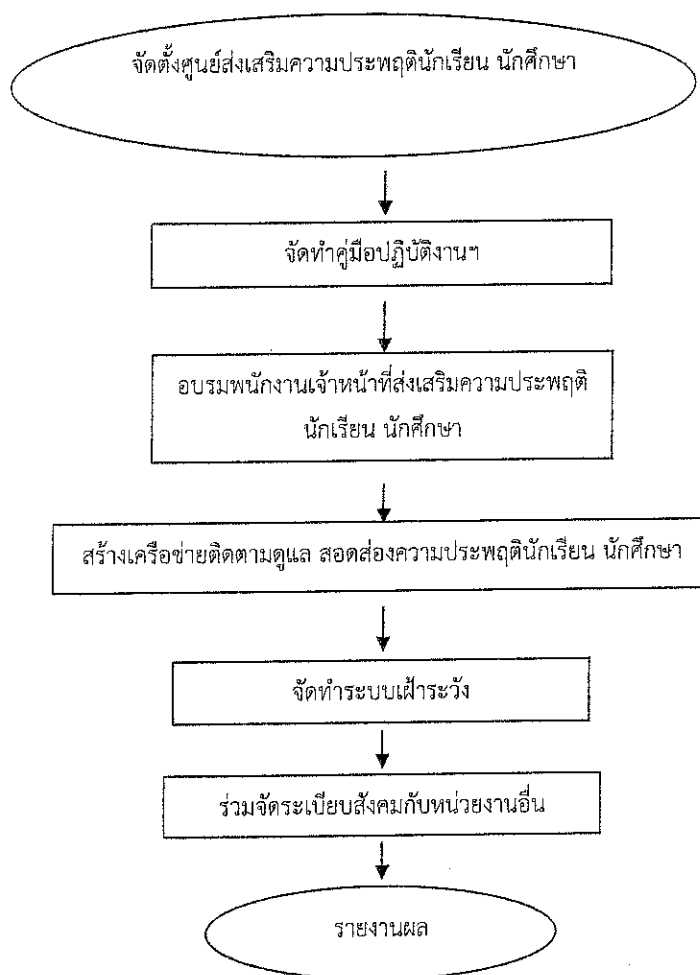 จัดตั้งศูนย์ส่งเสริมความประพฤตินักเรียน นักศึกษา
จัดทำคู่มือปฏิบัติงานฯ
อบรมพนักงานเจ้าหน้าที่ส่งเสริมความประพฤติ
นักเรียน นักศึกษา
สร้างเครือข่ายติดตามดูแล สอดส่องความประพฤตินักเรียน นักศึกษา
จัดทำระบบเฝ้าระวัง
ร่วมจัดระเบียบสังคมกับหน่วยงานอื่น
รายงานผล